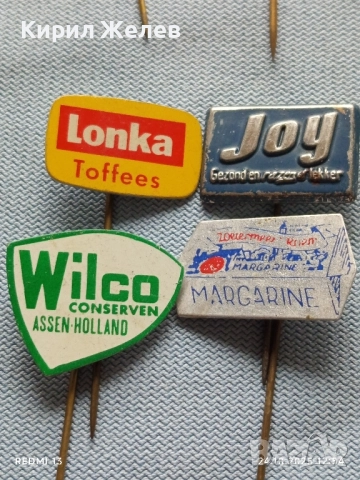 Кирил Желев
Lonka
Toffees
Joy
Gezond en lekker
Wilco
CONSERVEN
ASSEN-HOLLAND
MARGARINE
MARGARINE
REDMI 13